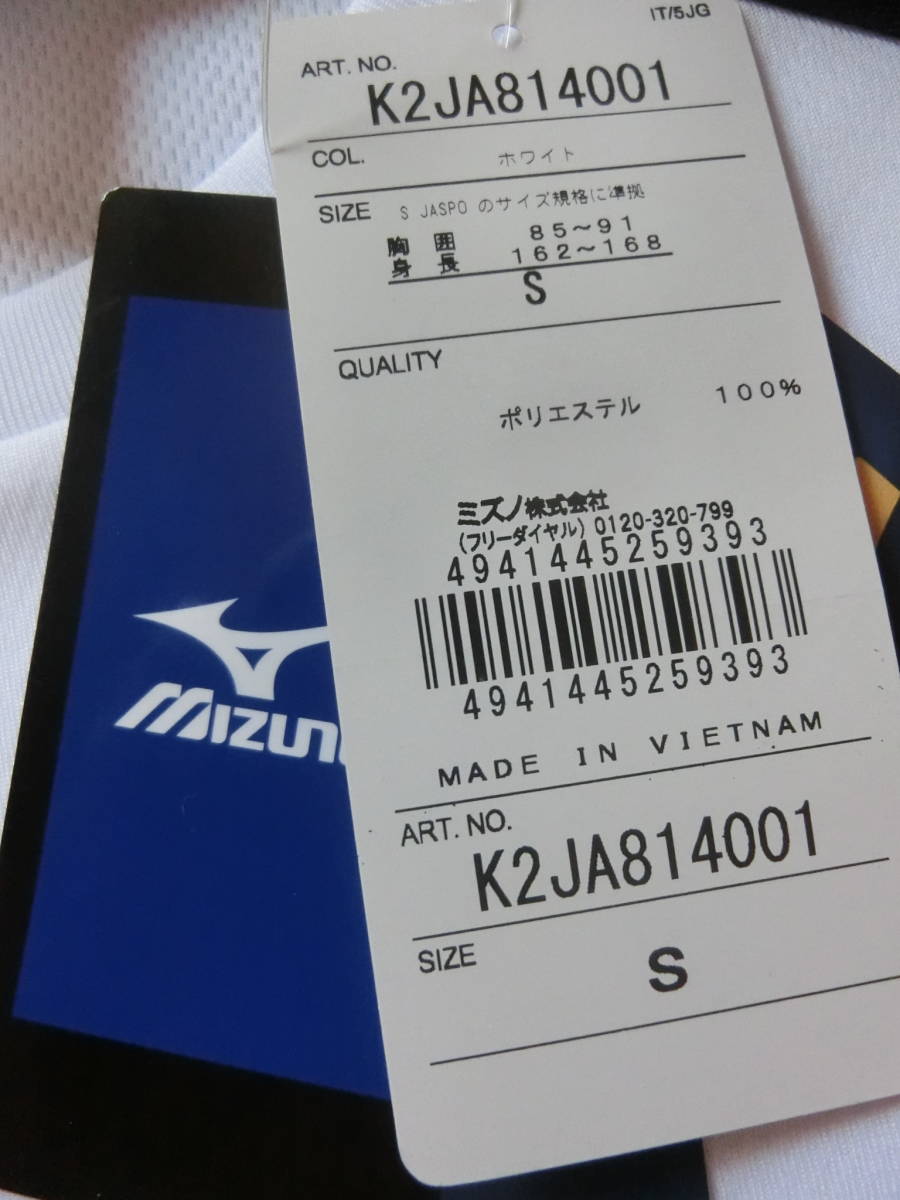 IT/5JG
ART. NO.
K2JA814001
COL. ホワイト
SIZE S JASPO のサイズ規格に準拠
胸 囲 85～91
身 長 162～168
S
QUALITY
ポリエステル 100%
ミズノ株式会社
(フリーダイヤル) 0120-320-799
4941445259393
4941445259393
MADE IN VIETNAM
ART. NO.
K2JA814001
SIZE S
MIZUN